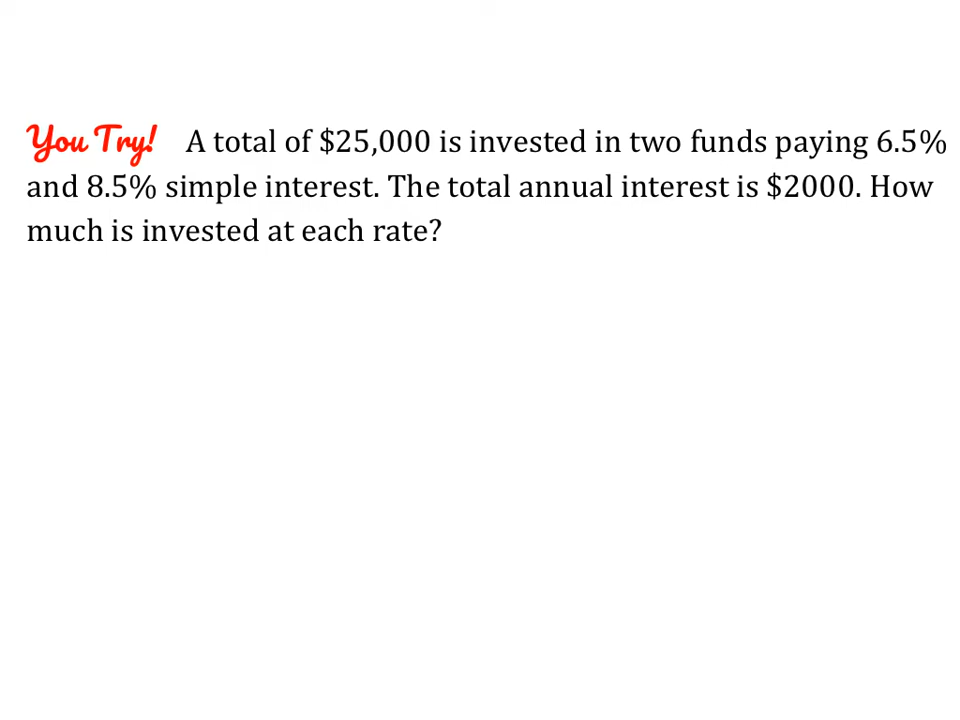 You Try! A total of $25,000 is invested in two funds paying 6.5%
and 8.5% simple interest. The total annual interest is $2000. How
much is invested at each rate?